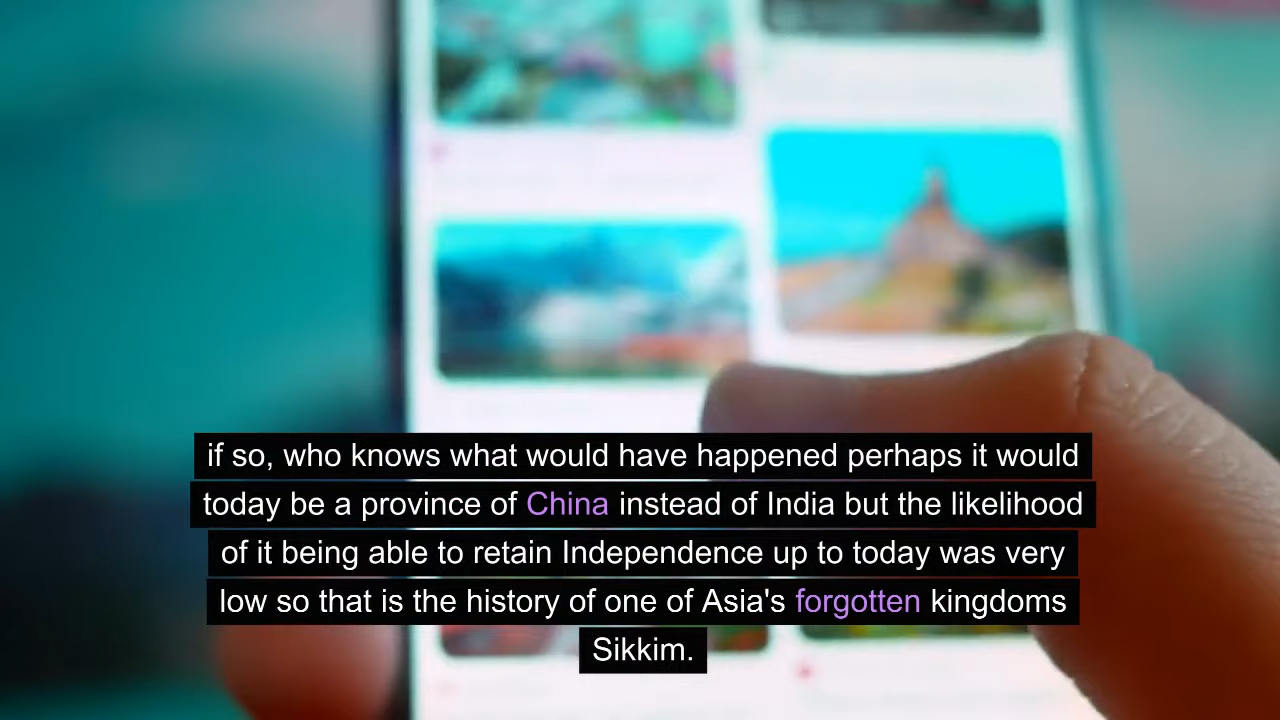 if so, who knows what would have happened perhaps it would
today be a province of China instead of India but the likelihood
of it being able to retain Independence up to today was very
low so that is the history of one of Asia's forgotten kingdoms
Sikkim.